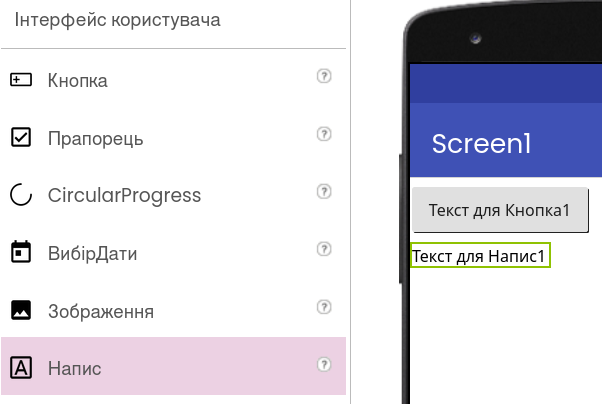 Інтерфейс користувача
Кнопка
?
Прапорець
?
CircularProgress
?
ВибірДати
?
Зображення
?
A Напис
?
Screen1
Текст для Кнопка1
Текст для Напис1